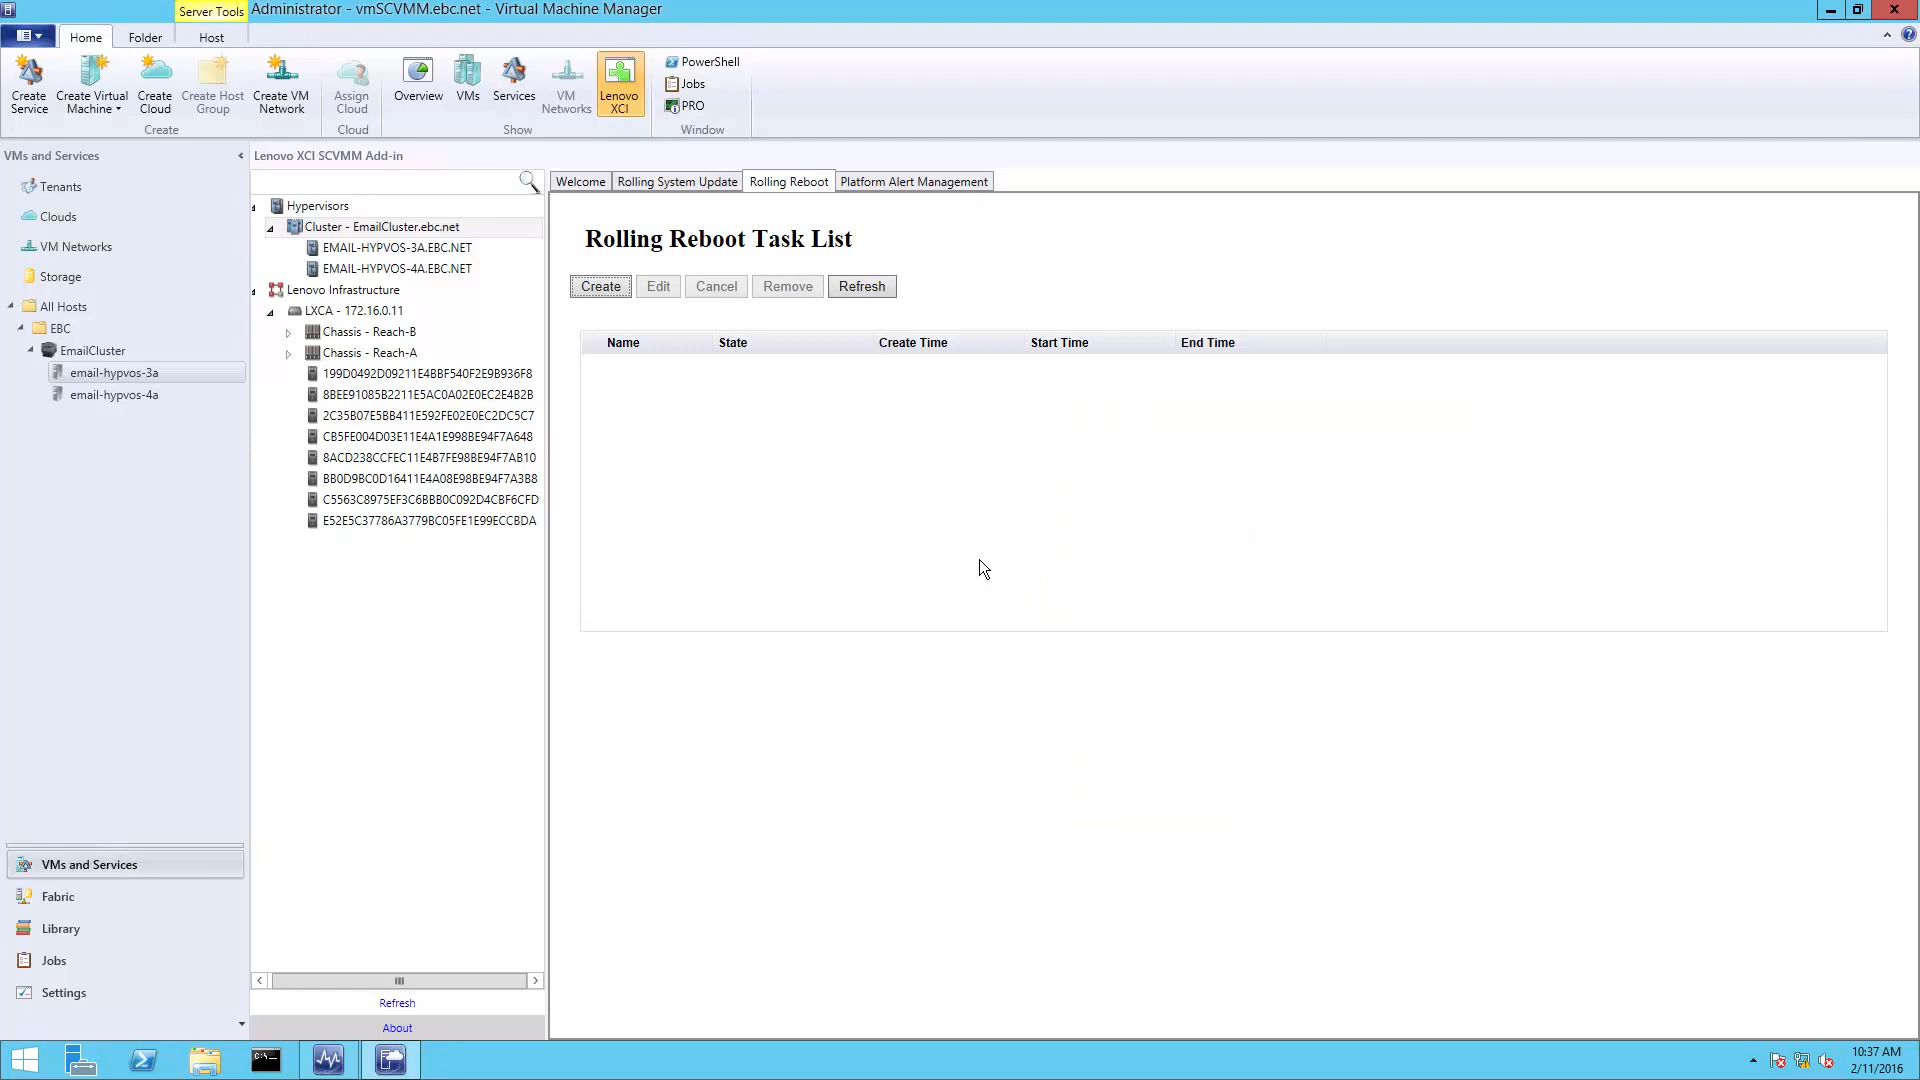 Server Tools
Administrator - vmSCVMM.ebc.net - Virtual Machine Manager
Home
Folder
Host
Create Service
Create Virtual Machine
Create Cloud
Create Host Group
Create VM Network
Assign Cloud
Overview
VMs
Services
VM Networks
Lenovo XCI
PowerShell
Jobs
PRO
Create
Cloud
Show
Window
VMs and Services
Tenants
Clouds
VM Networks
Storage
All Hosts
EBC
EmailCluster
email-hypvos-3a
email-hypvos-4a
VMs and Services
Fabric
Library
Jobs
Settings
Lenovo XCI SCVMM Add-in
Hypervisors
Cluster - EmailCluster.ebc.net
EMAIL-HYPVOS-3A.EBC.NET
EMAIL-HYPVOS-4A.EBC.NET
Lenovo Infrastructure
LXCA - 172.16.0.11
Chassis - Reach-B
Chassis - Reach-A
199D0492D09211E4BBF540F2E9B936F8
8BEE91085B2211E5AC0A02E0EC2E4B2B
2C35B07E5BB411E592FE02E0EC2DC5C7
CB5FE004D03E11E4A1E998BE94F7A648
8ACD238CCFEC11E4B7FE98BE94F7AB10
BB0D9BC0D16411E4A08E98BE94F7A3B8
C5563C8975EF3C6BBB0C092D4CBF6CFD
E52E5C37786A3779BC05FE1E99ECCBDA
Refresh
About
Welcome
Rolling System Update
Rolling Reboot
Platform Alert Management
Rolling Reboot Task List
Create
Edit
Cancel
Remove
Refresh
Name
State
Create Time
Start Time
End Time
10:37 AM
2/11/2016